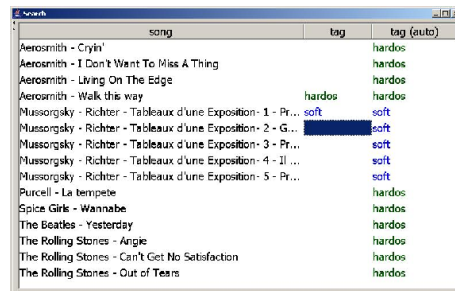 Search
song tag tag (auto)
Aerosmith - Cryin' hardos
Aerosmith - I Don't Want To Miss A Thing hardos
Aerosmith - Living On The Edge hardos
Aerosmith - Walk this way hardos hardos
Mussorgsky - Richter - Tableaux d'une Exposition- 1 - Pr... soft soft
Mussorgsky - Richter - Tableaux d'une Exposition- 2 - G... soft
Mussorgsky - Richter - Tableaux d'une Exposition- 3 - Pr... soft
Mussorgsky - Richter - Tableaux d'une Exposition- 4 - Il ... soft
Mussorgsky - Richter - Tableaux d'une Exposition- 5 - Pr... soft
Purcell - La tempete hardos
Spice Girls - Wannabe hardos
The Beatles - Yesterday hardos
The Rolling Stones - Angie hardos
The Rolling Stones - Can't Get No Satisfaction hardos
The Rolling Stones - Out of Tears hardos